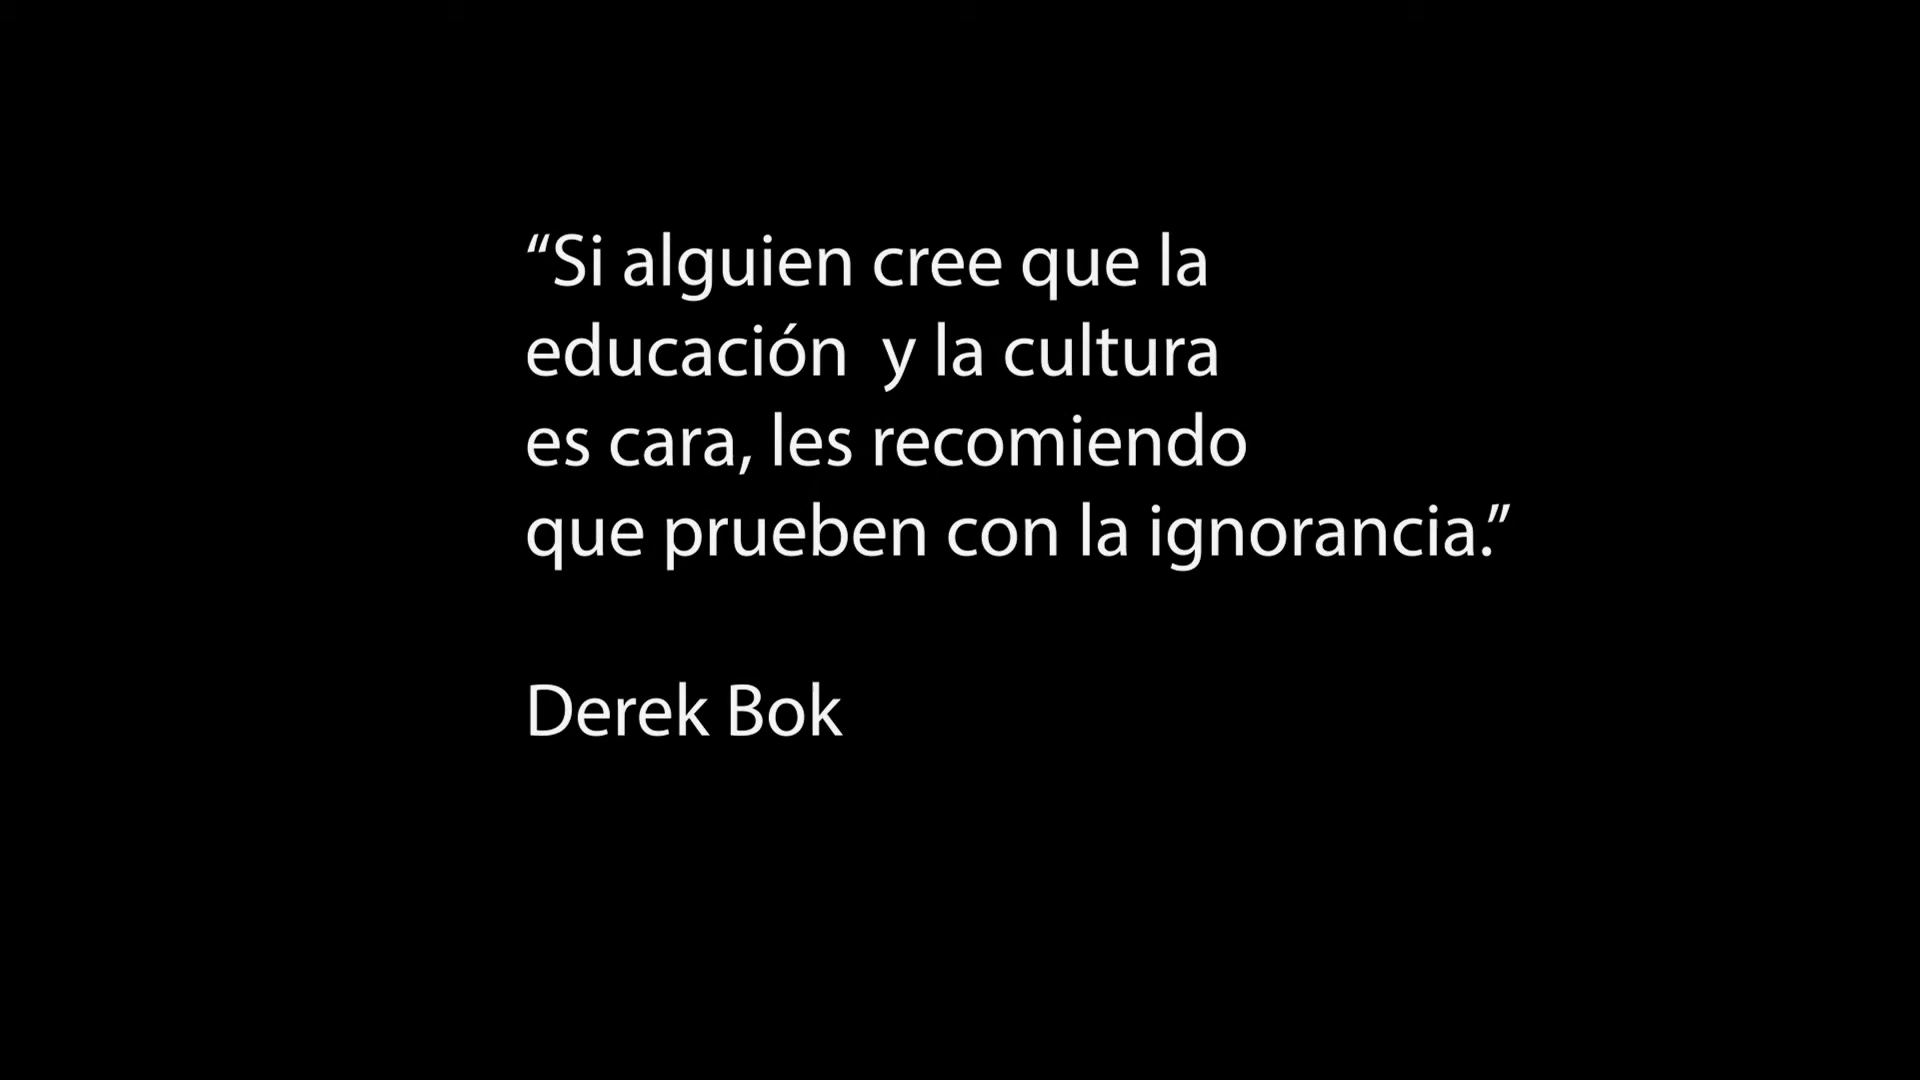 “Si alguien cree que la
educación  y la cultura
es cara, les recomiendo
que prueben con la ignorancia.”
Derek Bok